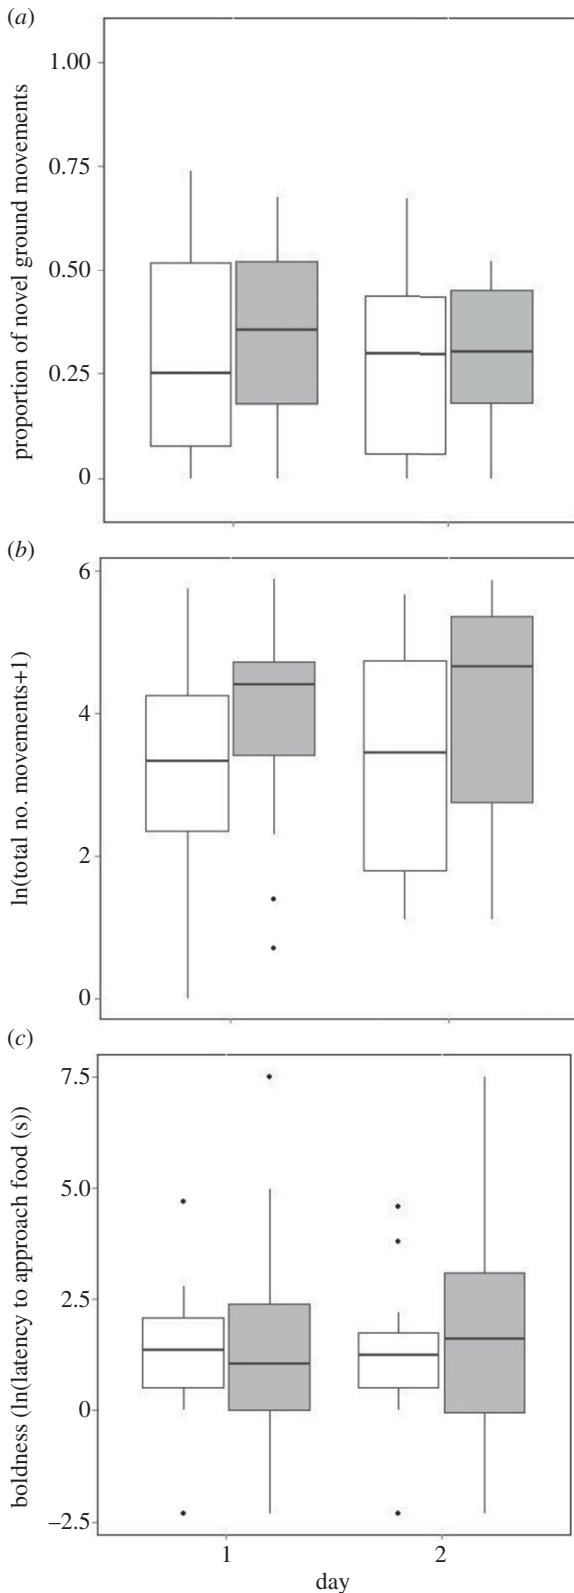 (a)
proportion of novel ground movements
1.00
0.75
0.50
0.25
0
(b)
ln(total no. movements+1)
6
4
2
0
(c)
boldness (ln(latency to approach food (s))
7.5
5.0
2.5
0
–2.5
1 2
day